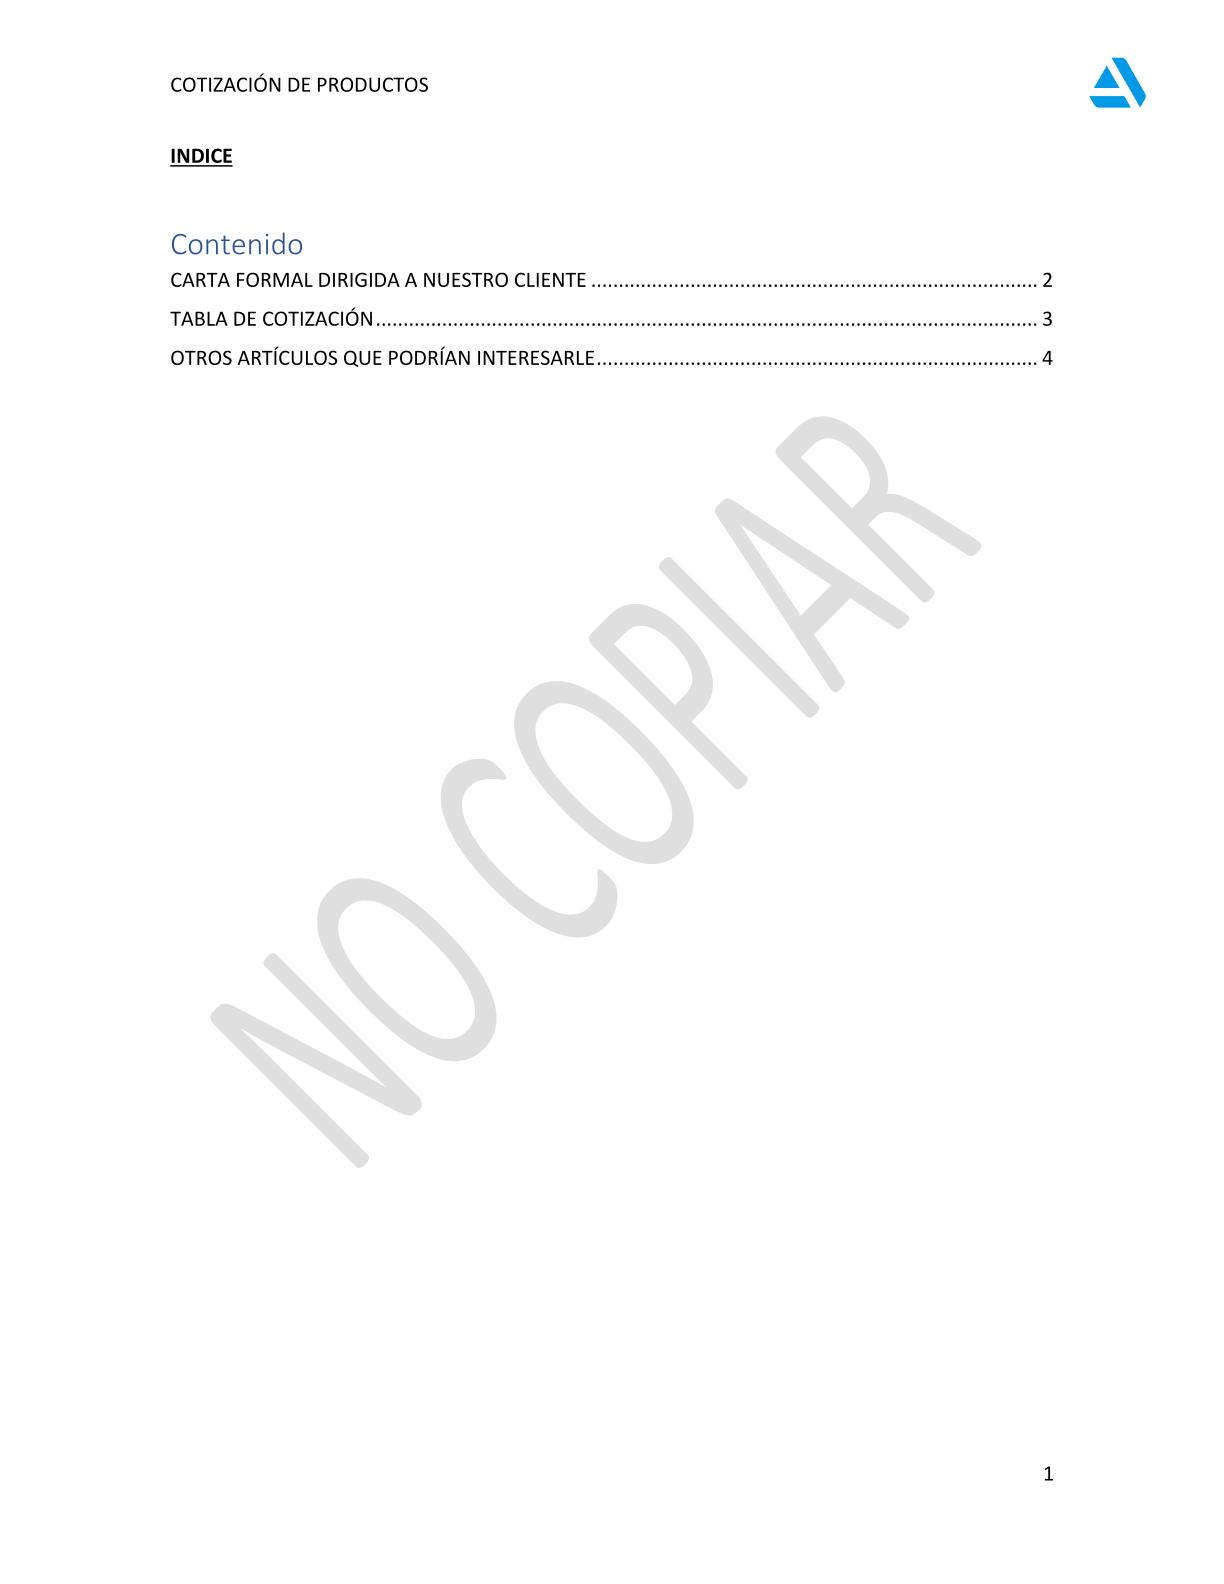 COTIZACIÓN DE PRODUCTOS
INDICE
Contenido
CARTA FORMAL DIRIGIDA A NUESTRO CLIENTE ................................................................................. 2
TABLA DE COTIZACIÓN ........................................................................................................................ 3
OTROS ARTÍCULOS QUE PODRÍAN INTERESARLE ................................................................................ 4
NO COPIAR
1